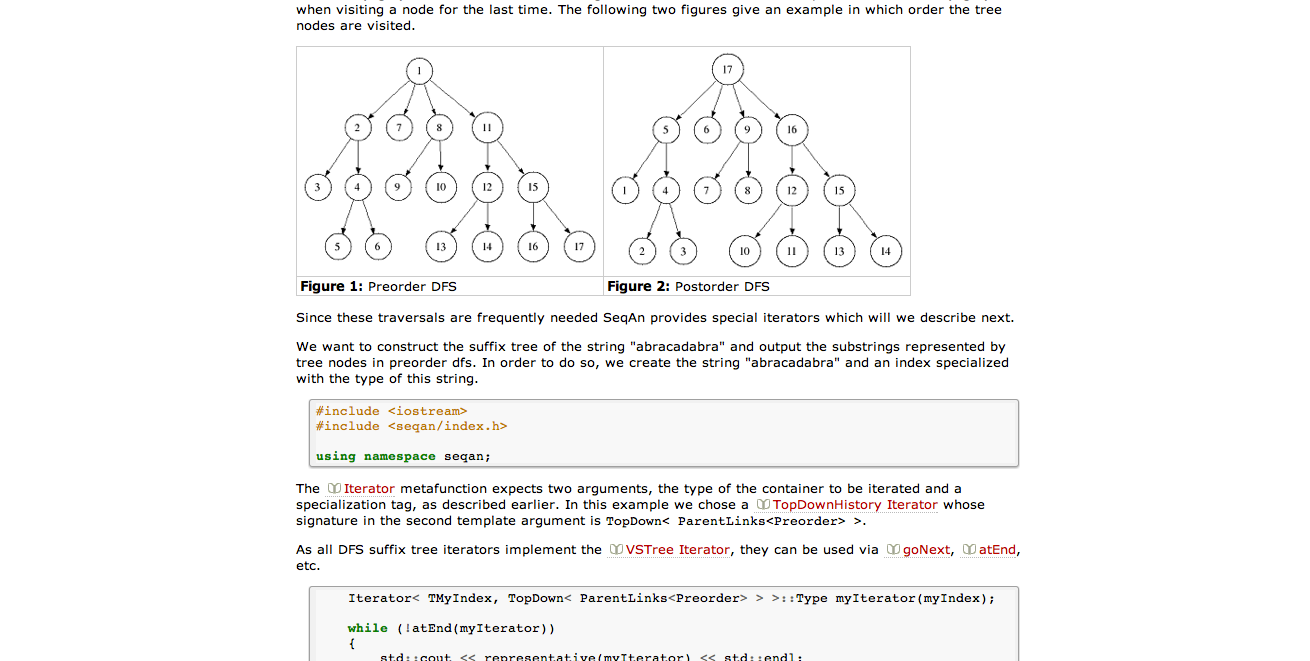 when visiting a node for the last time. The following two figures give an example in which order the tree
nodes are visited.
1
2 7 8 11
3 4 9 10 12 15
5 6 13 14 16 17
Figure 1: Preorder DFS
17
5 6 9 16
1 4 7 8 12 15
2 3 10 11 13 14
Figure 2: Postorder DFS
Since these traversals are frequently needed SeqAn provides special iterators which will we describe next.
We want to construct the suffix tree of the string "abracadabra" and output the substrings represented by
tree nodes in preorder dfs. In order to do so, we create the string "abracadabra" and an index specialized
with the type of this string.
#include <iostream>
#include <seqan/index.h>
using namespace seqan;
The Iterator metafunction expects two arguments, the type of the container to be iterated and a
specialization tag, as described earlier. In this example we chose a TopDownHistory Iterator whose
signature in the second template argument is TopDown< ParentLinks<Preorder> >.
As all DFS suffix tree iterators implement the VSTree Iterator, they can be used via goNext, atEnd,
etc.
Iterator< TMyIndex, TopDown< ParentLinks<Preorder> > >::Type myIterator(myIndex);
while (!atEnd(myIterator))
{
std::cout << representative(myIterator) << std::endl;